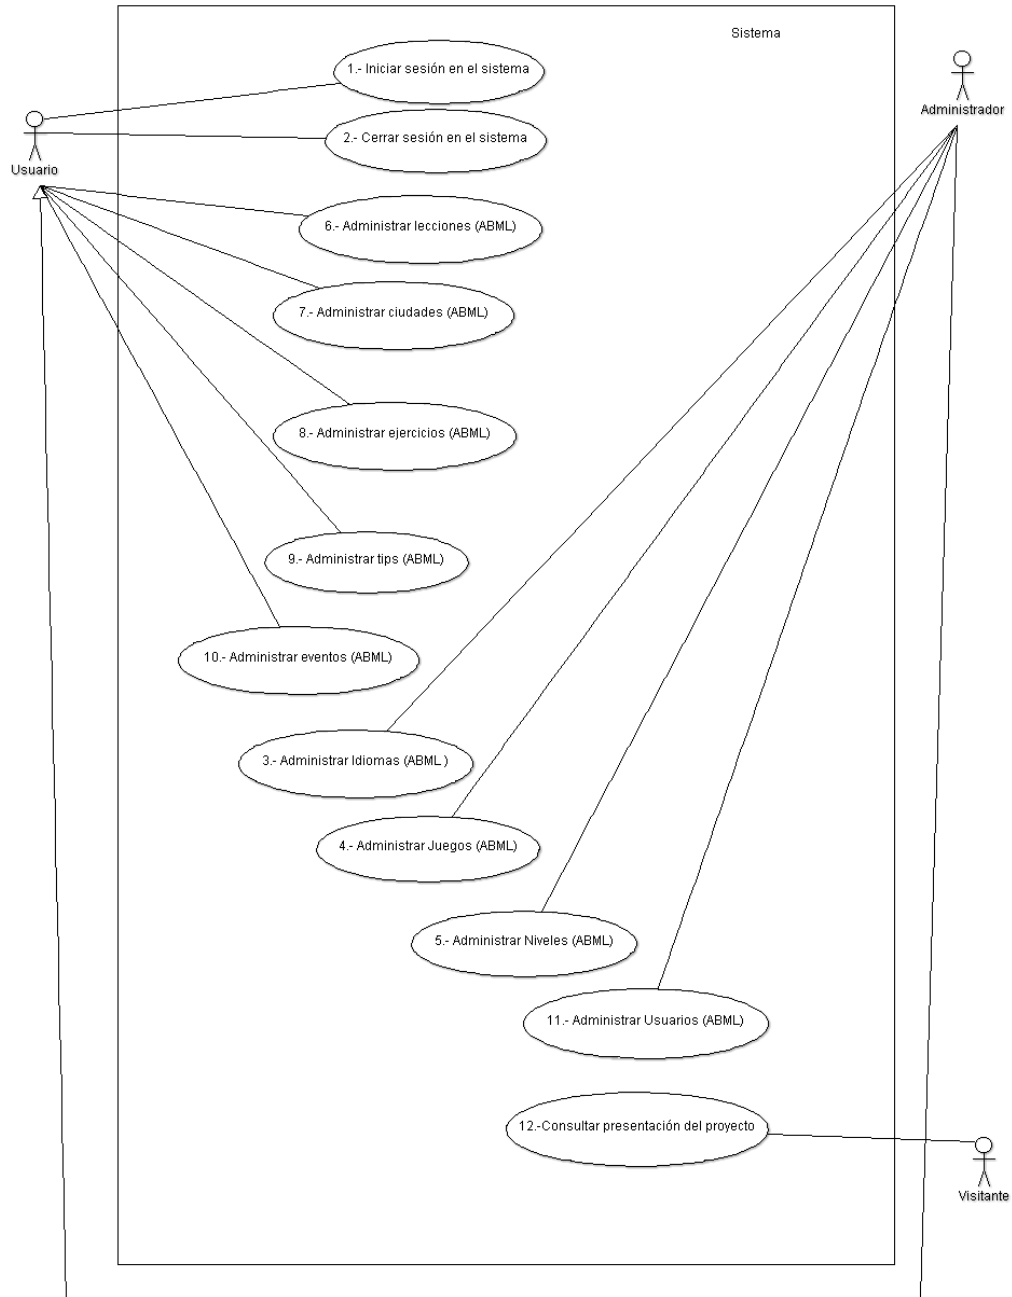 Sistema
1.- Iniciar sesión en el sistema
Administrador
2.- Cerrar sesión en el sistema
Usuario
6.- Administrar lecciones (ABML)
7.- Administrar ciudades (ABML)
8.- Administrar ejercicios (ABML)
9.- Administrar tips (ABML)
10.- Administrar eventos (ABML)
3.- Administrar Idiomas (ABML )
4.- Administrar Juegos (ABML)
5.- Administrar Niveles (ABML)
11.- Administrar Usuarios (ABML)
12.-Consultar presentación del proyecto
Visitante